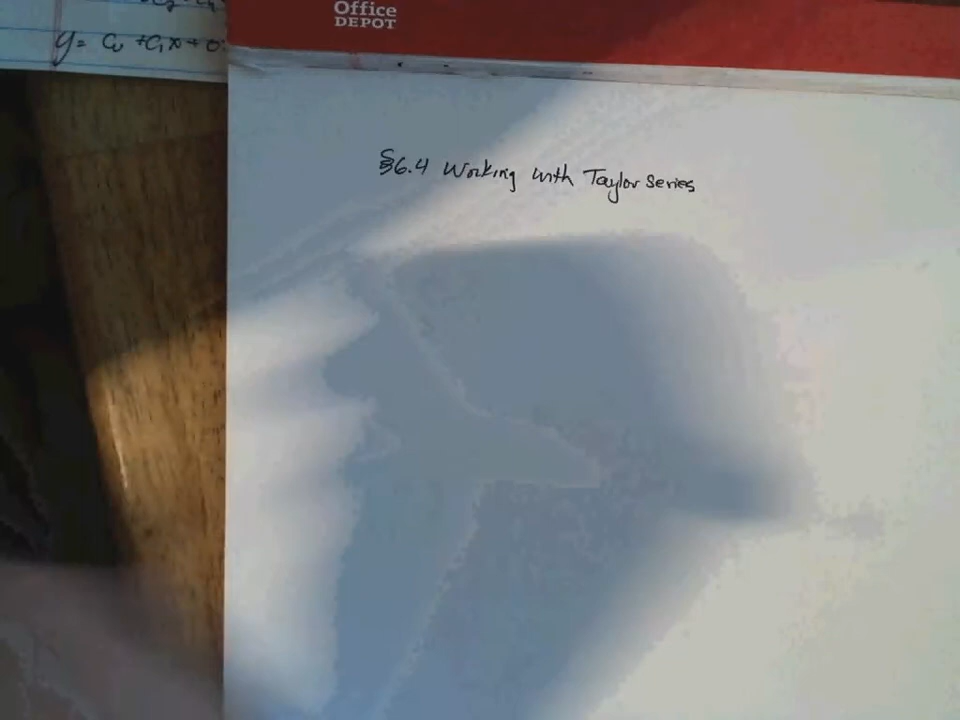 Office
DEPOT
y = c₀ + c₁x +
§6.4 Working with Taylor Series